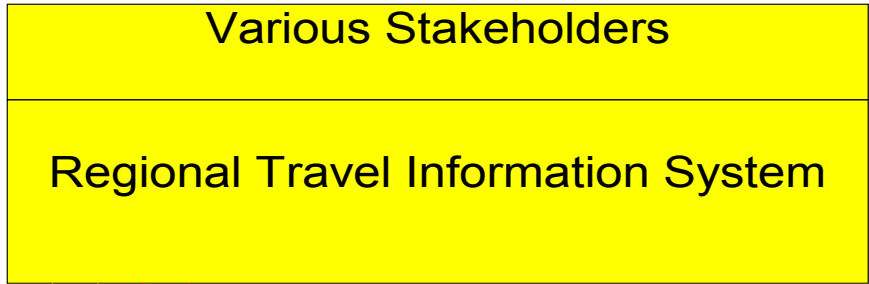 Various Stakeholders
Regional Travel Information System